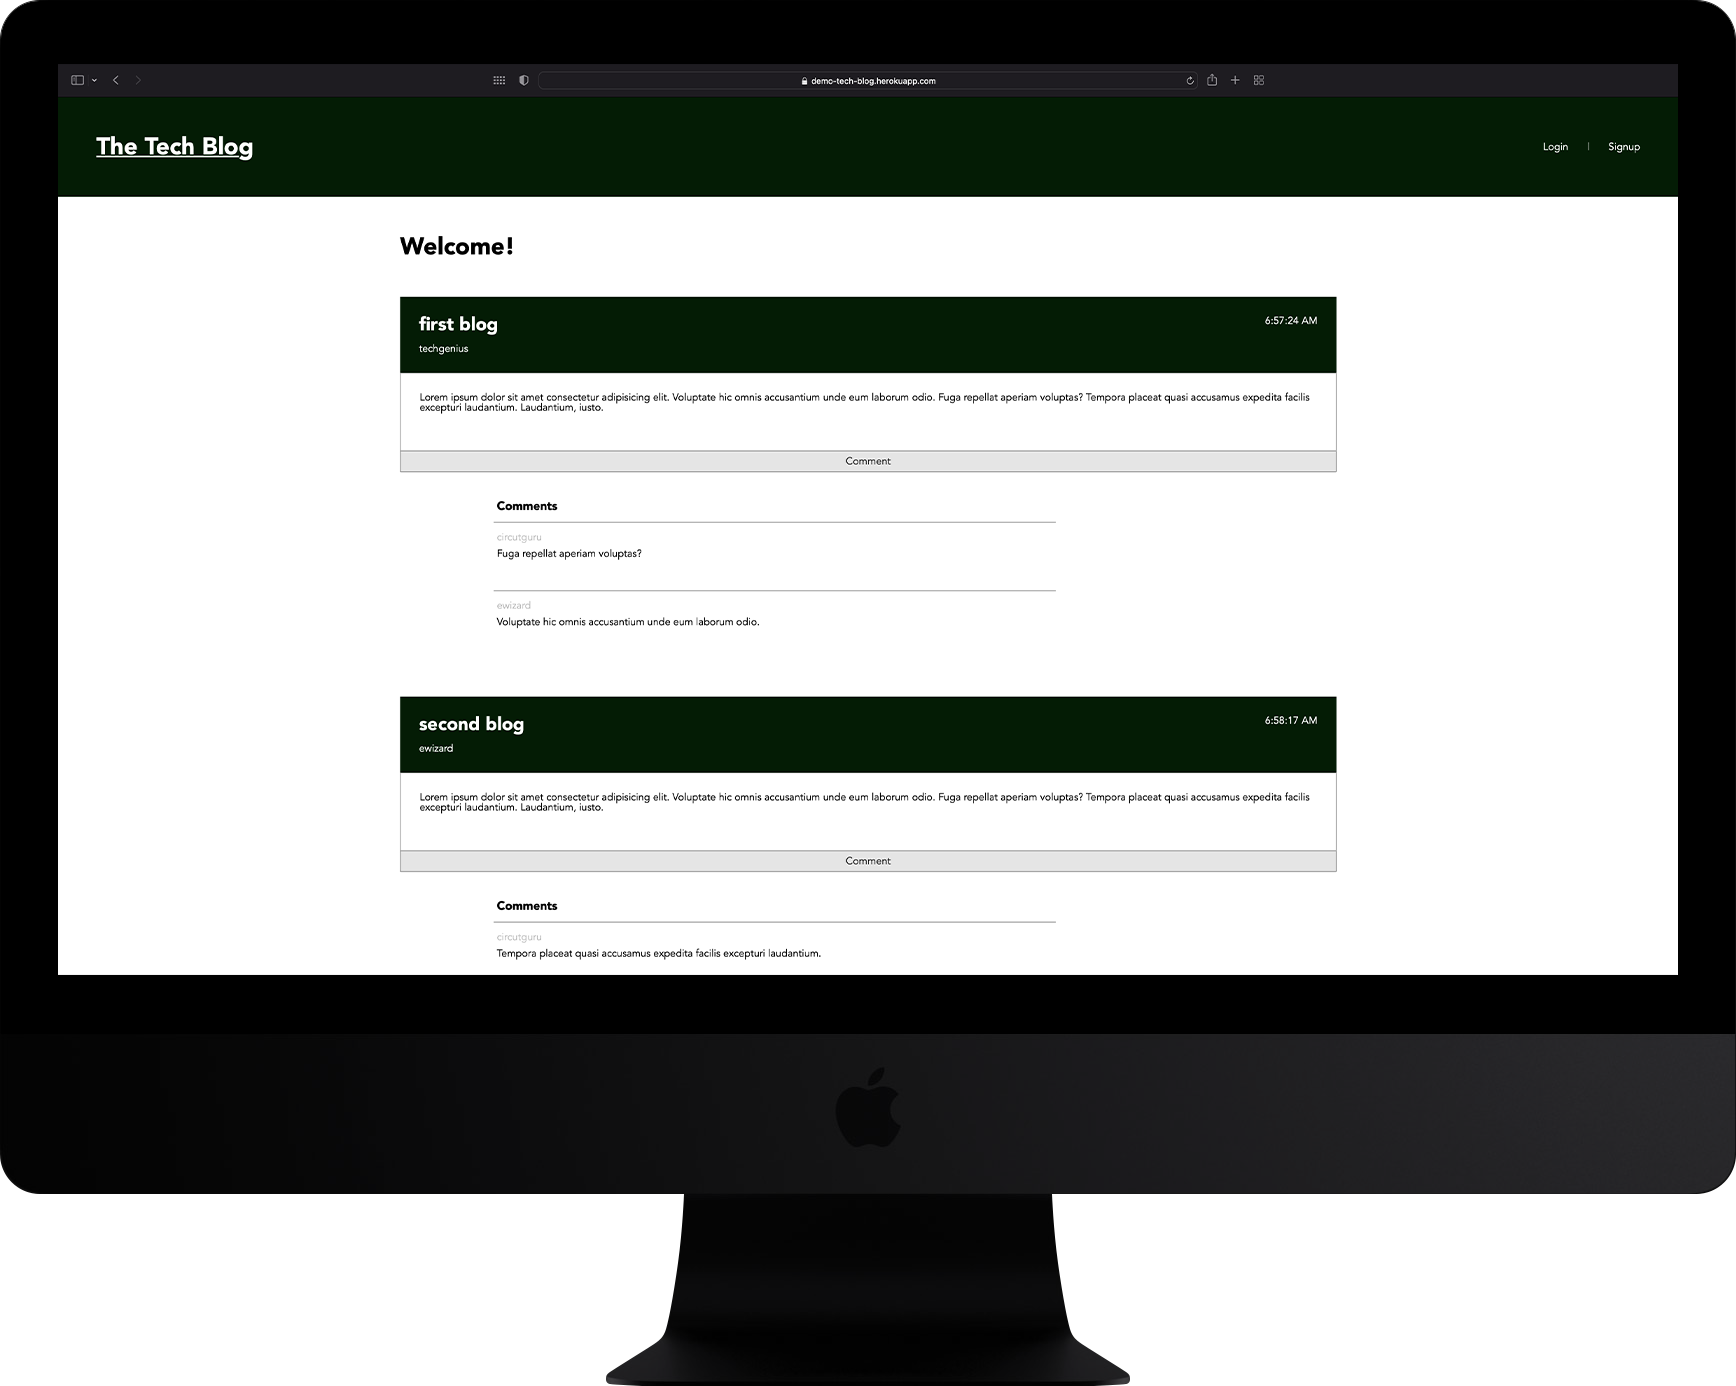 demo-tech-blog.herokuapp.com
The Tech Blog
Login | Signup
Welcome!
first blog
6:57:24 AM
techgenius
Lorem ipsum dolor sit amet consectetur adipisicing elit. Voluptate hic omnis accusantium unde eum laborum odio. Fuga repellat aperiam voluptas? Tempora placeat quasi accusamus expedita facilis
excepturi laudantium. Laudantium, iusto.
Comment
Comments
circutguru
Fuga repellat aperiam voluptas?
ewizard
Voluptate hic omnis accusantium unde eum laborum odio.
second blog
6:58:17 AM
ewizard
Lorem ipsum dolor sit amet consectetur adipisicing elit. Voluptate hic omnis accusantium unde eum laborum odio. Fuga repellat aperiam voluptas? Tempora placeat quasi accusamus expedita facilis
excepturi laudantium. Laudantium, iusto.
Comment
Comments
circutguru
Tempora placeat quasi accusamus expedita facilis excepturi laudantium.